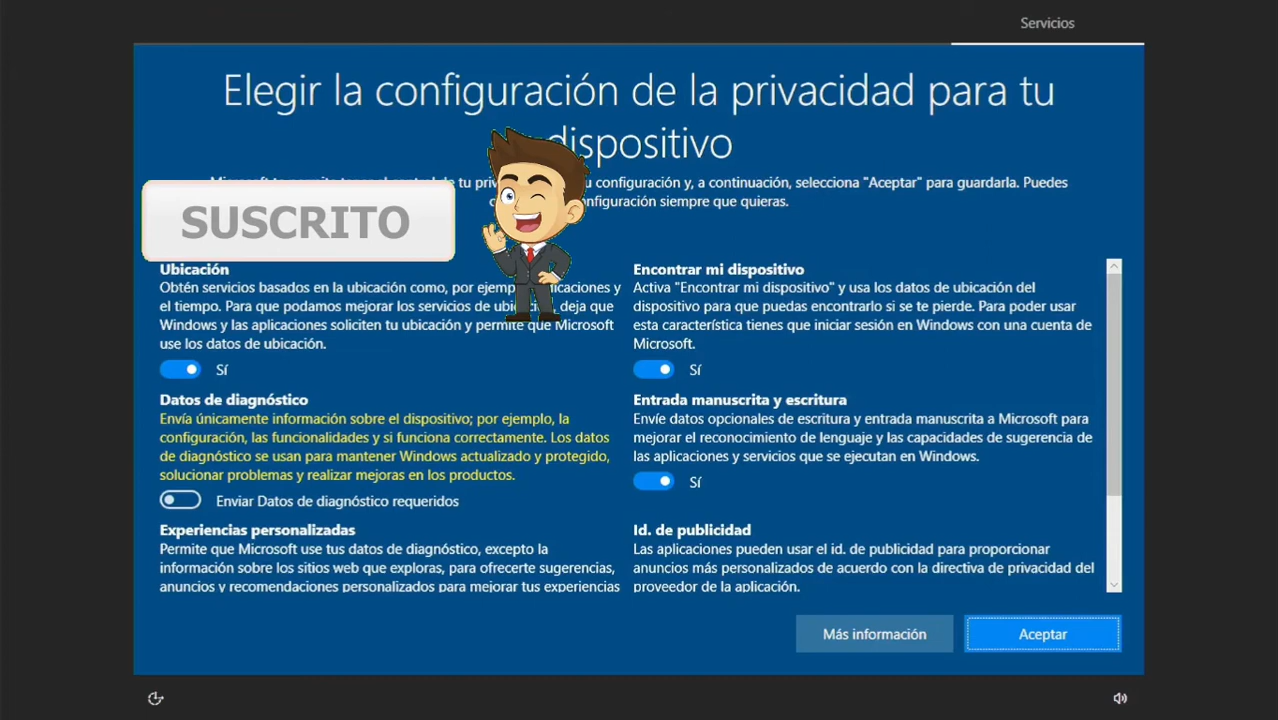 Servicios
Elegir la configuración de la privacidad para tu
dispositivo
tu configuración y, a continuación, selecciona "Aceptar" para guardarla. Puedes
siempre que quieras.
SUSCRITO
Ubicación
Obtén servicios basados en la ubicación como, por y
el tiempo. Para que podamos mejorar los servicios de deja que
Windows y las aplicaciones soliciten tu ubicación y permite que Microsoft
use los datos de ubicación.
Sí
Encontrar mi dispositivo
Activa "Encontrar mi dispositivo" y usa los datos de ubicación del
dispositivo para que puedas encontrarlo si se te pierde. Para poder usar
esta característica tienes que iniciar sesión en Windows con una cuenta de
Microsoft.
Sí
Datos de diagnóstico
Envía únicamente información sobre el dispositivo; por ejemplo, la
configuración, las funcionalidades y si funciona correctamente. Los datos
de diagnóstico se usan para mantener Windows actualizado y protegido,
solucionar problemas y realizar mejoras en los productos.
Enviar Datos de diagnóstico requeridos
Entrada manuscrita y escritura
Envíe datos opcionales de escritura y entrada manuscrita a Microsoft para
mejorar el reconocimiento de lenguaje y las capacidades de sugerencia de
las aplicaciones y servicios que se ejecutan en Windows.
Sí
Experiencias personalizadas
Permite que Microsoft use tus datos de diagnóstico, excepto la
información sobre los sitios web que exploras, para ofrecerte sugerencias,
anuncios y recomendaciones personalizados para mejorar tus experiencias
Id. de publicidad
Las aplicaciones pueden usar el id. de publicidad para proporcionar
anuncios más personalizados de acuerdo con la directiva de privacidad del
proveedor de la aplicación.
Más información
Aceptar